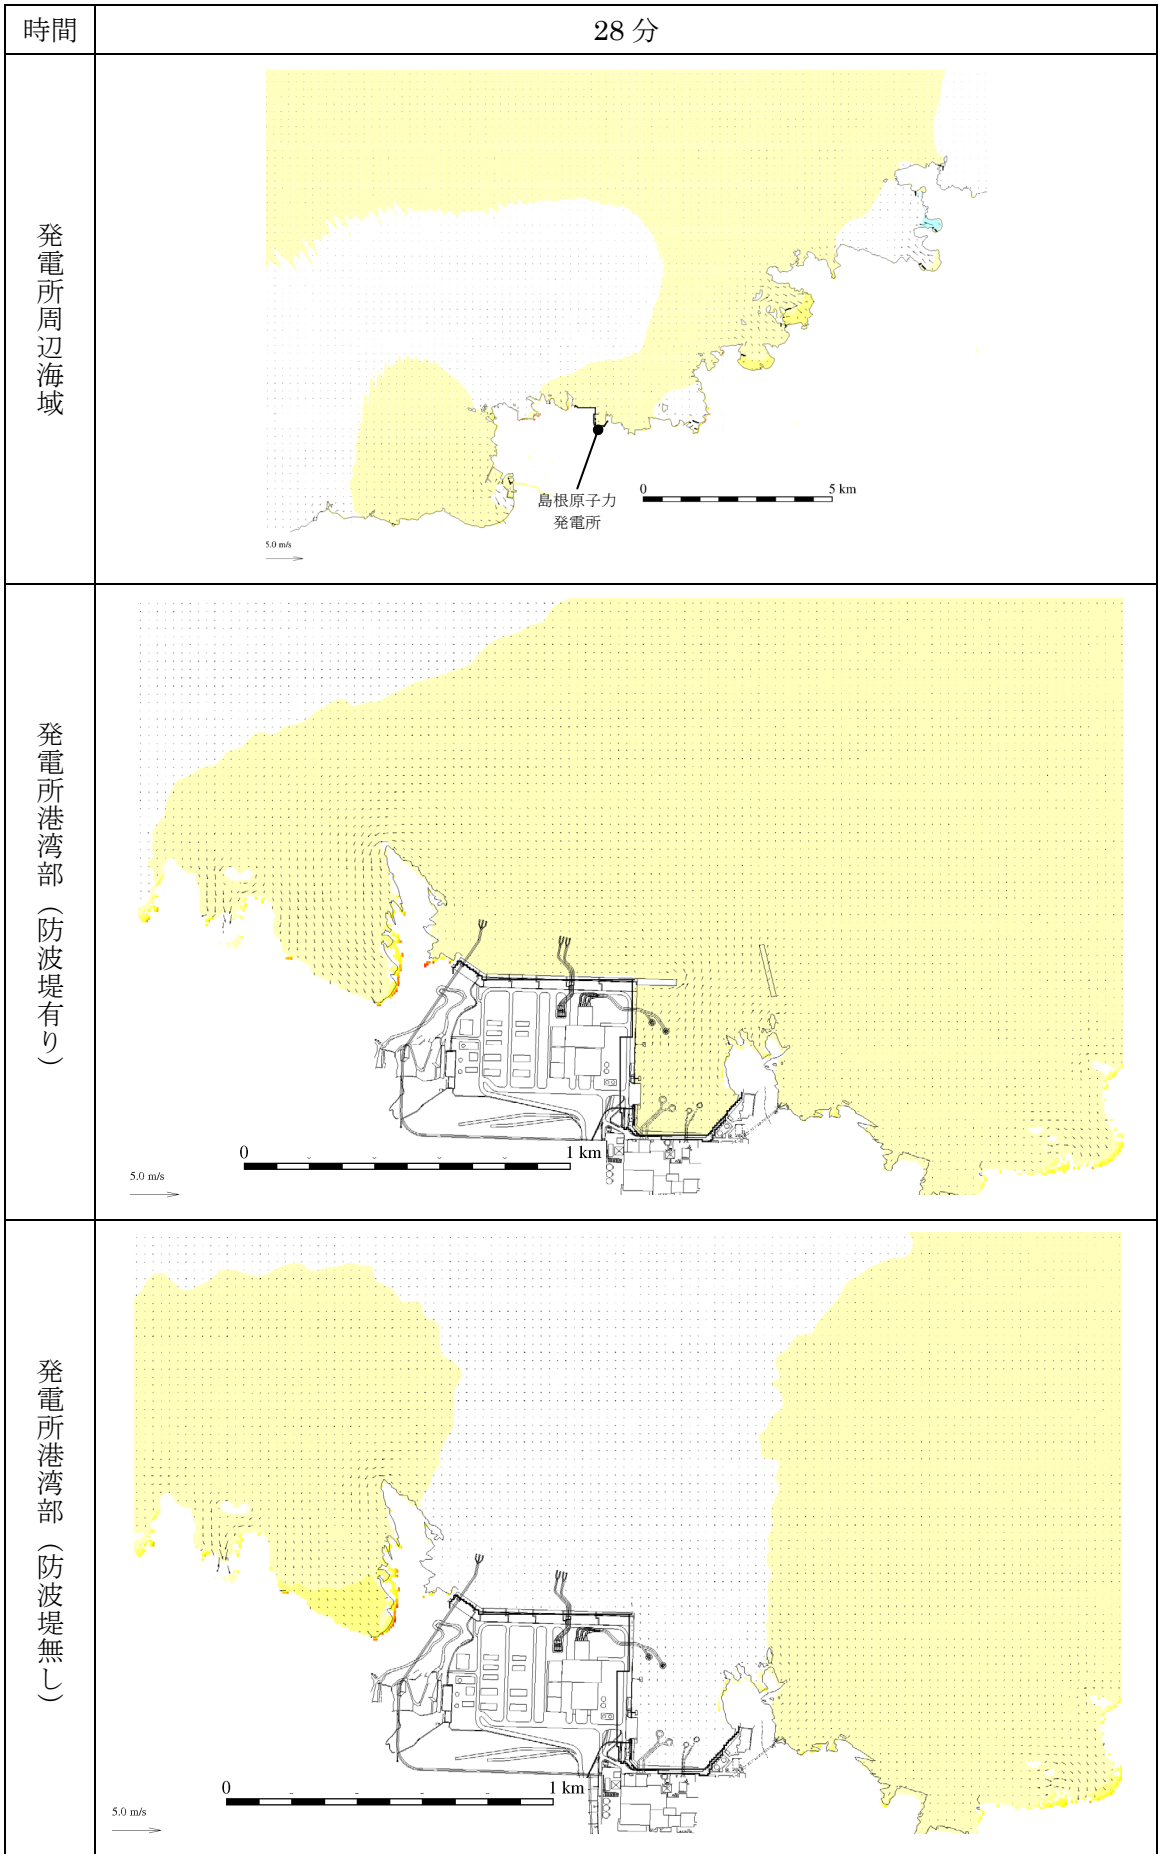 時間
28 分
発電所周辺海域
島根原子力
発電所
0
5 km
5.0 m/s
発電所港湾部（防波堤有り）
0
1 km
5.0 m/s
発電所港湾部（防波堤無し）
0
1 km
5.0 m/s